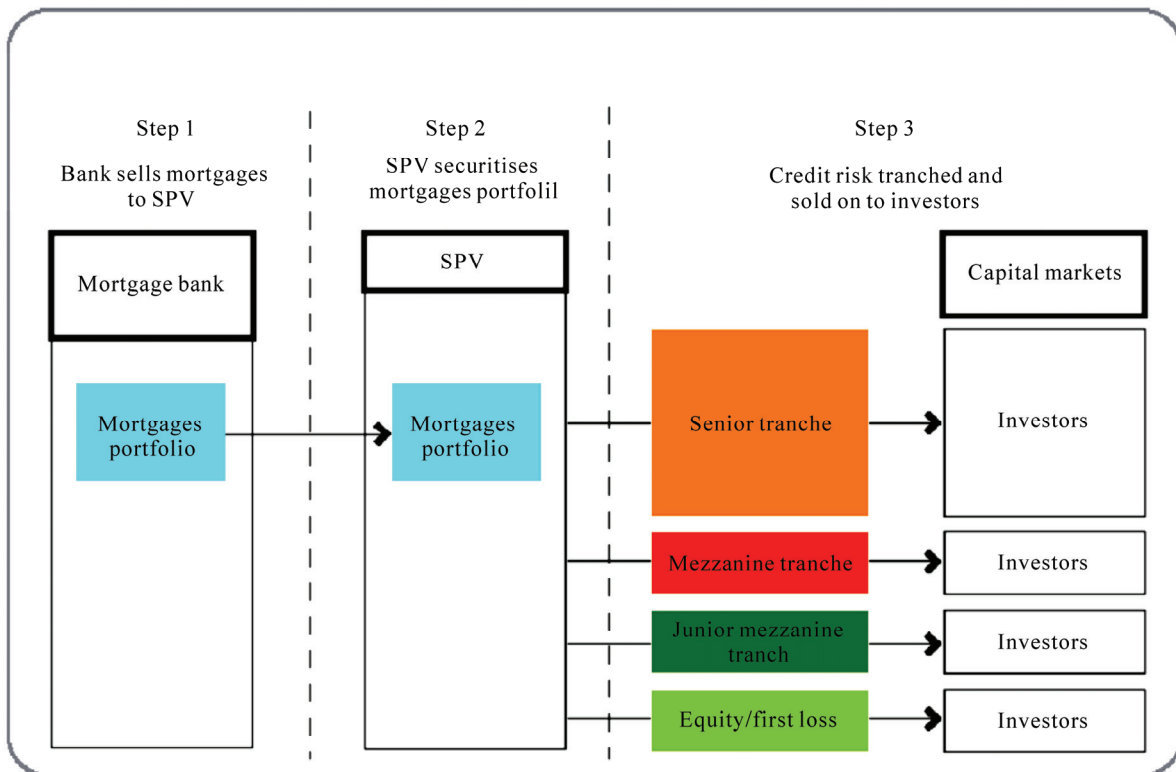 Step 1
Bank sells mortgages
to SPV
Step 2
SPV securitises
mortgages portfolil
Step 3
Credit risk tranched and
sold on to investors
Mortgage bank
SPV
Capital markets
Mortgages
portfolio
Mortgages
portfolio
Senior tranche
Investors
Mezzanine tranche
Investors
Junior mezzanine
tranch
Investors
Equity/first loss
Investors